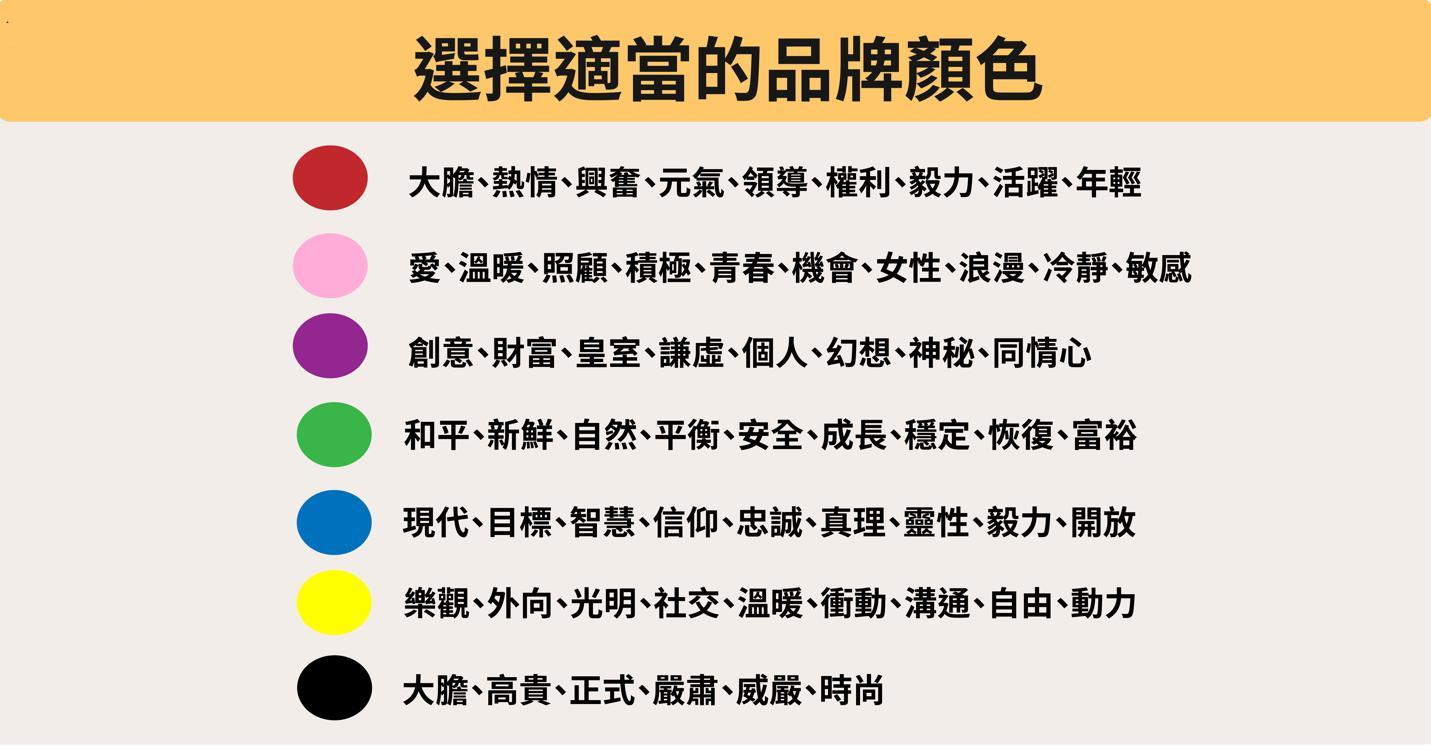 選擇適當的品牌顏色
大膽、熱情、興奮、元氣、領導、權利、毅力、活躍、年輕
愛、溫暖、照顧、積極、青春、機會、女性、浪漫、冷靜、敏感
創意、財富、皇室、謙虛、個人、幻想、神秘、同情心
和平、新鮮、自然、平衡、安全、成長、穩定、恢復、富裕
現代、目標、智慧、信仰、忠誠、真理、靈性、毅力、開放
樂觀、外向、光明、社交、溫暖、衝動、溝通、自由、動力
大膽、高貴、正式、嚴肅、威嚴、時尚